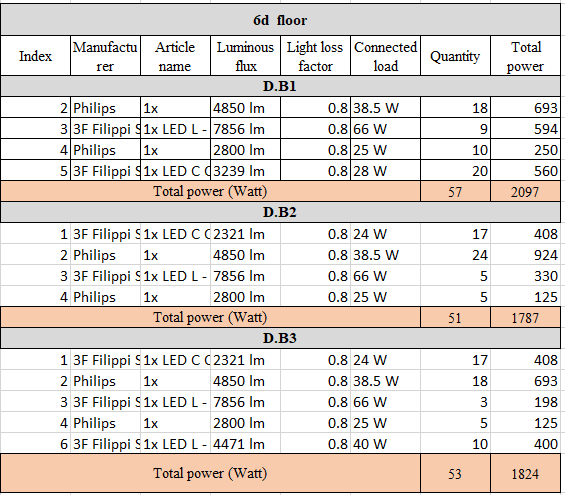 6d floor
Index Manufactu rer Article name Luminous flux Light loss factor Connected load Quantity Total power
D.B1
2 Philips 1x 4850 lm 0.8 38.5 W 18 693
3 3F Filippi S 1x LED L - 7856 lm 0.8 66 W 9 594
4 Philips 1x 2800 lm 0.8 25 W 10 250
5 3F Filippi S 1x LED C C 3239 lm 0.8 28 W 20 560
Total power (Watt) 57 2097
D.B2
1 3F Filippi S 1x LED C C 2321 lm 0.8 24 W 17 408
2 Philips 1x 4850 lm 0.8 38.5 W 24 924
3 3F Filippi S 1x LED L - 7856 lm 0.8 66 W 5 330
4 Philips 1x 2800 lm 0.8 25 W 5 125
Total power (Watt) 51 1787
D.B3
1 3F Filippi S 1x LED C C 2321 lm 0.8 24 W 17 408
2 Philips 1x 4850 lm 0.8 38.5 W 18 693
3 3F Filippi S 1x LED L - 7856 lm 0.8 66 W 3 198
4 Philips 1x 2800 lm 0.8 25 W 5 125
6 3F Filippi S 1x LED L - 4471 lm 0.8 40 W 10 400
Total power (Watt) 53 1824